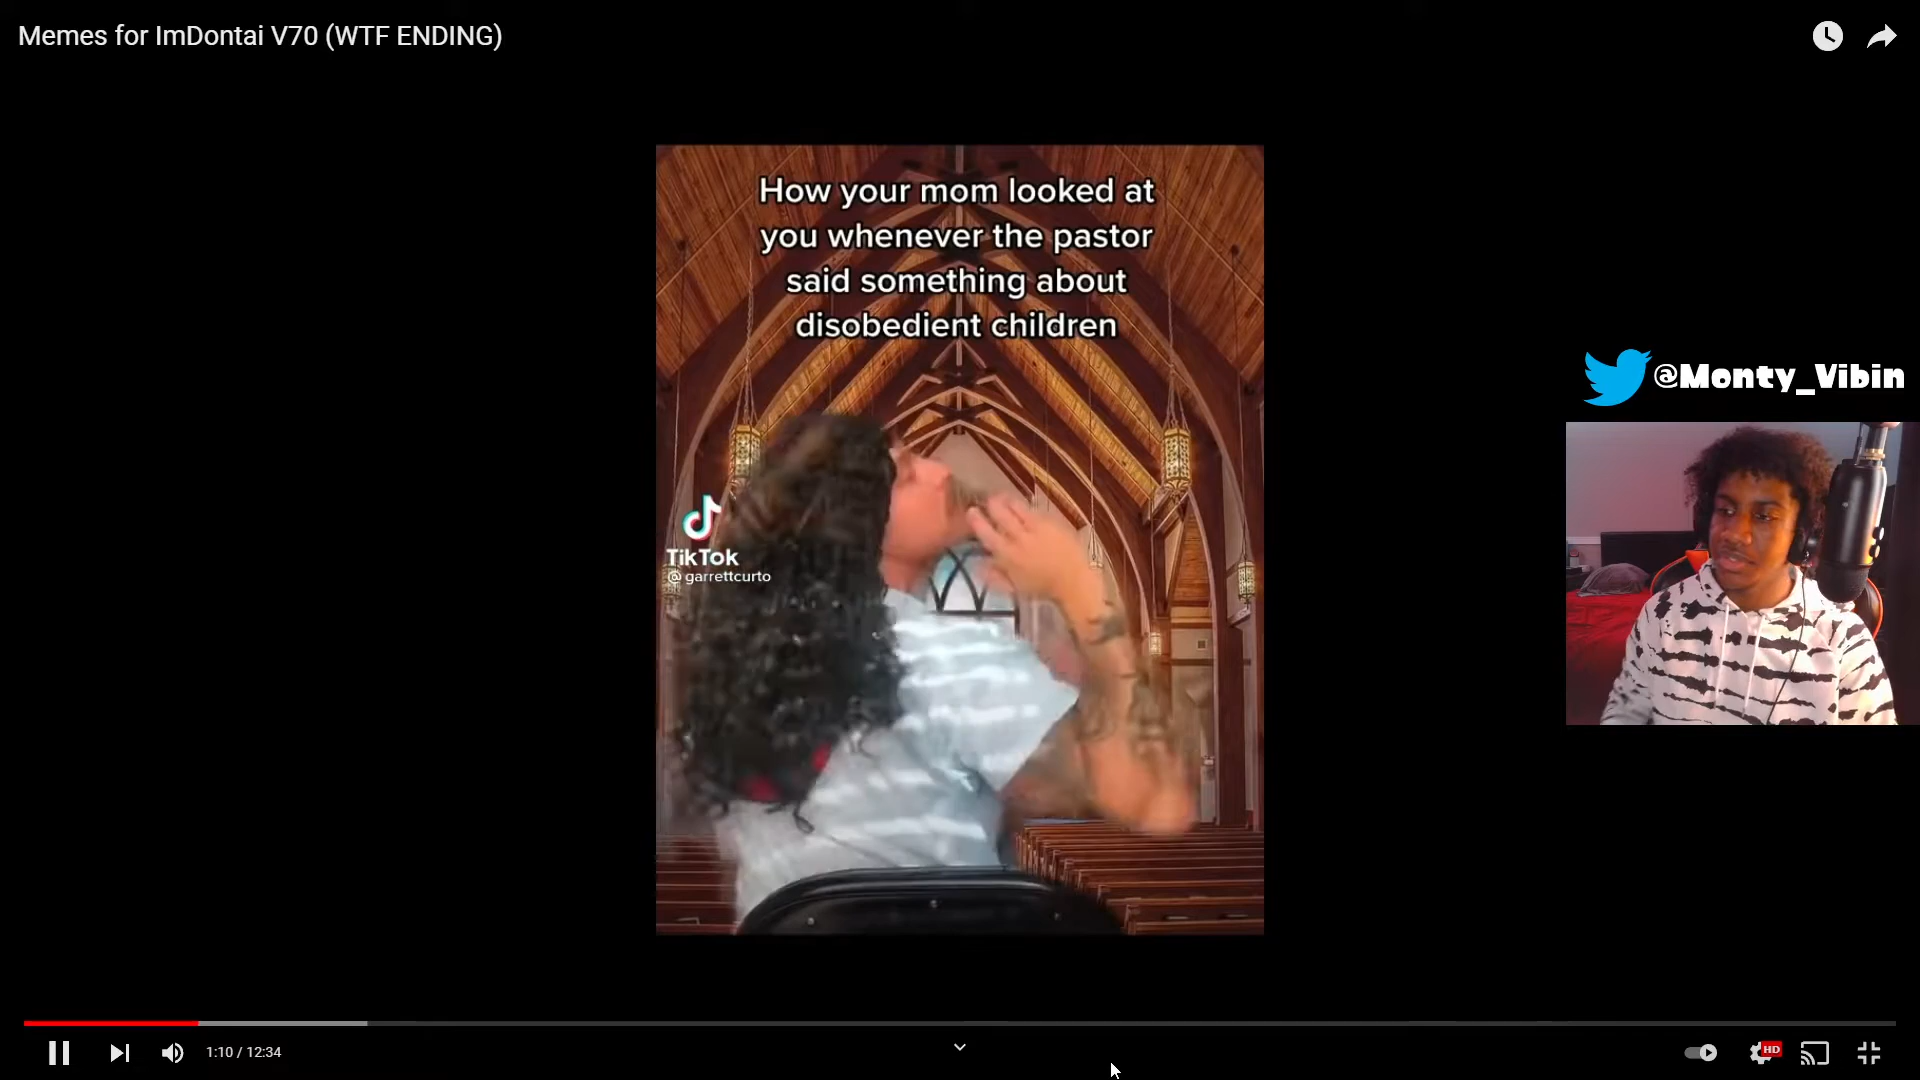 Memes for ImDontai V70 (WTF ENDING)
How your mom looked at
you whenever the pastor
said something about
disobedient children
TikTok
@garrettcurto
@Monty_Vibin
1:10 / 12:34
HD